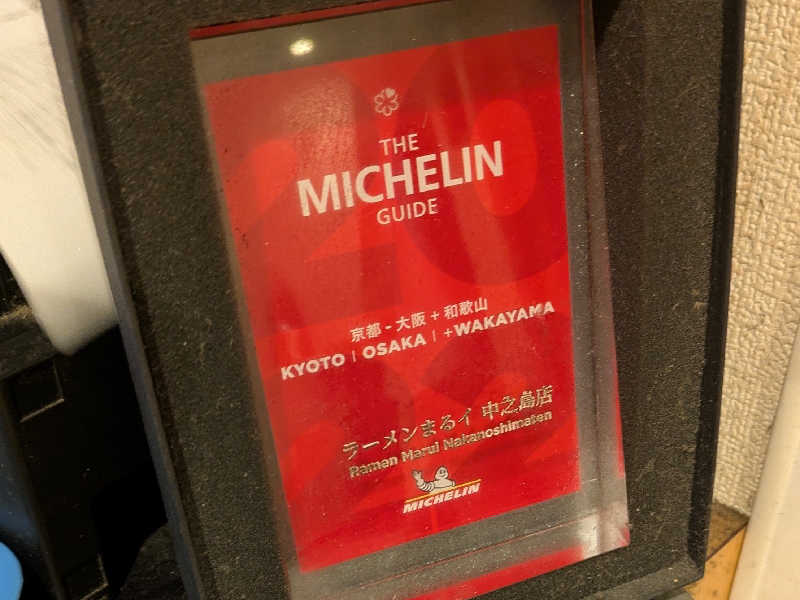 2022
THE
MICHELIN
GUIDE
京都-大阪+和歌山
KYOTO | OSAKA | +WAKAYAMA
ラーメンまるイ 中之島店
Ramen Marui Nakanoshimaten
MICHELIN